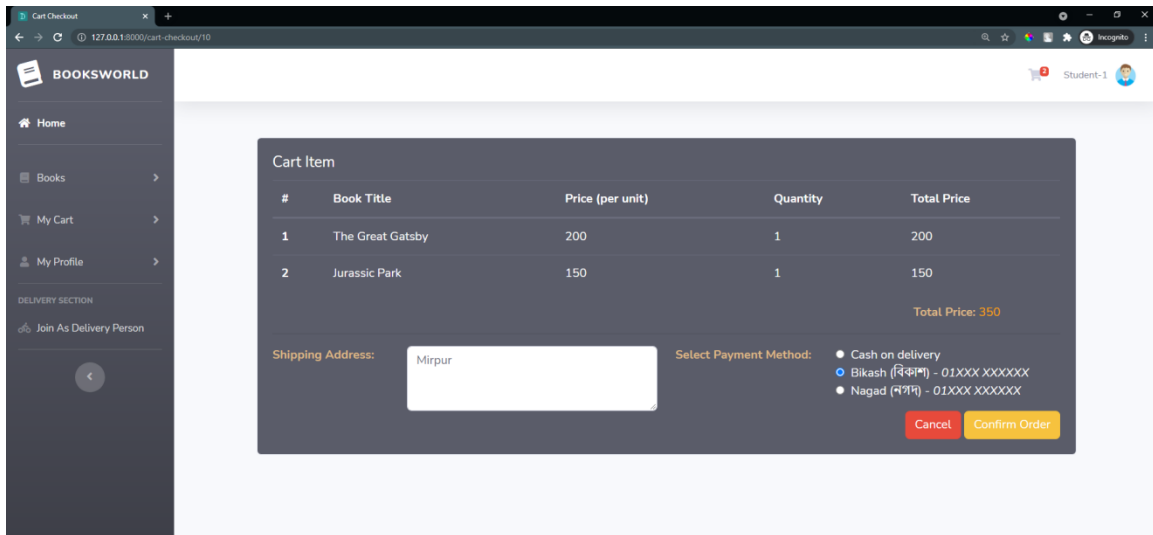 Cart Checkout
127.0.0.1:8000/cart-checkout/10
Incognito
BOOKSWORLD
2
Student-1
Home
Books
My Cart
My Profile
DELIVERY SECTION
Join As Delivery Person
Cart Item
# Book Title Price (per unit) Quantity Total Price
1 The Great Gatsby 200 1 200
2 Jurassic Park 150 1 150
Total Price: 350
Shipping Address:
Mirpur
Select Payment Method:
Cash on delivery
Bikash (বিকাশ) - 01XXX XXXXXX
Nagad (নগদ) - 01XXX XXXXXX
Cancel
Confirm Order